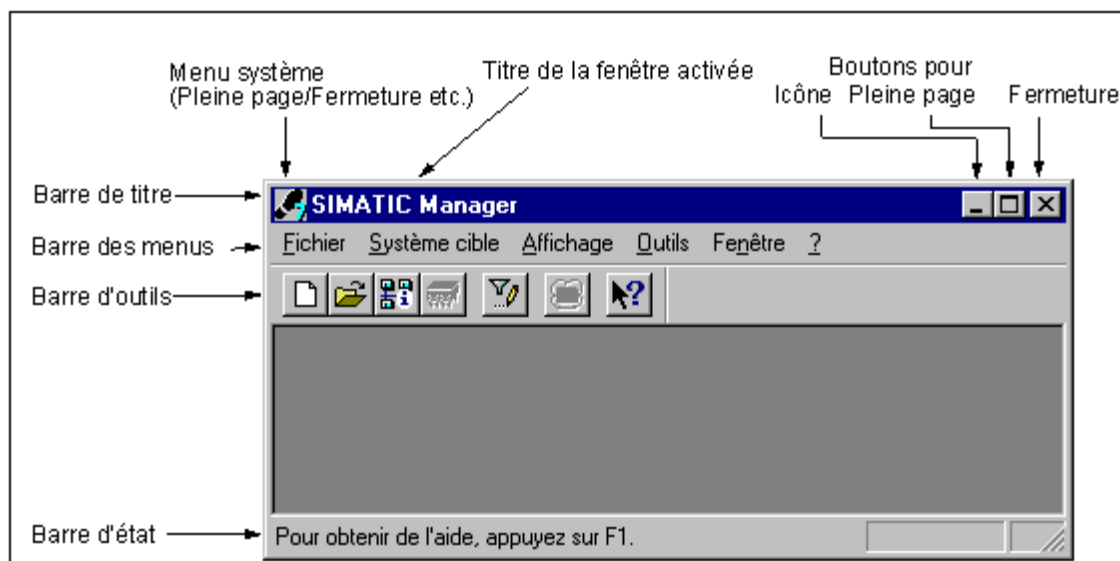 Menu système
(Pleine page/Fermeture etc.)
Titre de la fenêtre activée
Boutons pour
Icône Pleine page Fermeture
Barre de titre
SIMATIC Manager
Barre des menus
Fichier Système cible Affichage Outils Fenêtre ?
Barre d'outils
Barre d'état
Pour obtenir de l'aide, appuyez sur F1.